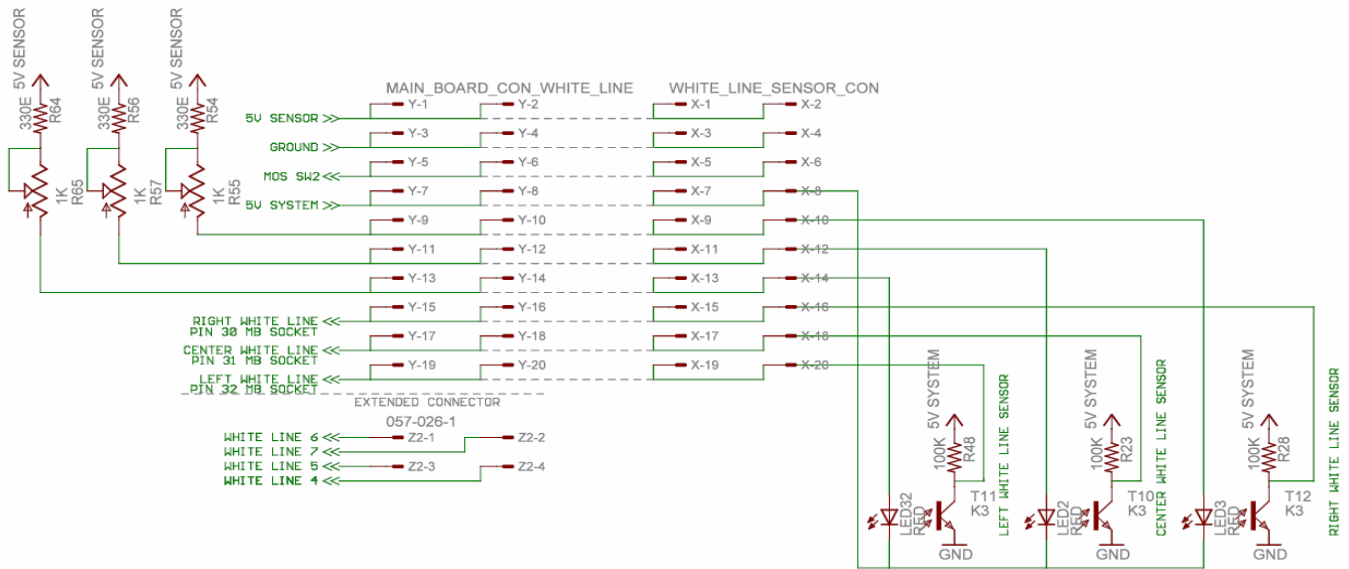 5V SENSOR
5V SENSOR
5V SENSOR
330E
R64
330E
R56
330E
R54
1K
R65
1K
R57
1K
R55
MAIN_BOARD_CON_WHITE_LINE
WHITE_LINE_SENSOR_CON
Y-1 Y-2 X-1 X-2
5V SENSOR >>
Y-3 Y-4 X-3 X-4
GROUND >>
Y-5 Y-6 X-5 X-6
MOS SW2 <<
Y-7 Y-8 X-7 X-8
5V SYSTEM >>
Y-9 Y-10 X-9 X-10
Y-11 Y-12 X-11 X-12
Y-13 Y-14 X-13 X-14
Y-15 Y-16 X-15 X-16
RIGHT WHITE LINE <<
PIN 30 MB SOCKET
Y-17 Y-18 X-17 X-18
CENTER WHITE LINE <<
PIN 31 MB SOCKET
Y-19 Y-20 X-19 X-20
LEFT WHITE LINE <<
PIN 32 MB SOCKET
EXTENDED CONNECTOR
057-026-1
WHITE LINE 6 << Z2-1 Z2-2
WHITE LINE 7 <<
WHITE LINE 5 << Z2-3 Z2-4
WHITE LINE 4 <<
5V SYSTEM
100K
R48
LED32
RED
T11
K3
GND
LEFT WHITE LINE SENSOR
5V SYSTEM
100K
R23
LED2
RED
T10
K3
GND
CENTER WHITE LINE SENSOR
5V SYSTEM
100K
R28
LED3
RED
T12
K3
GND
RIGHT WHITE LINE SENSOR